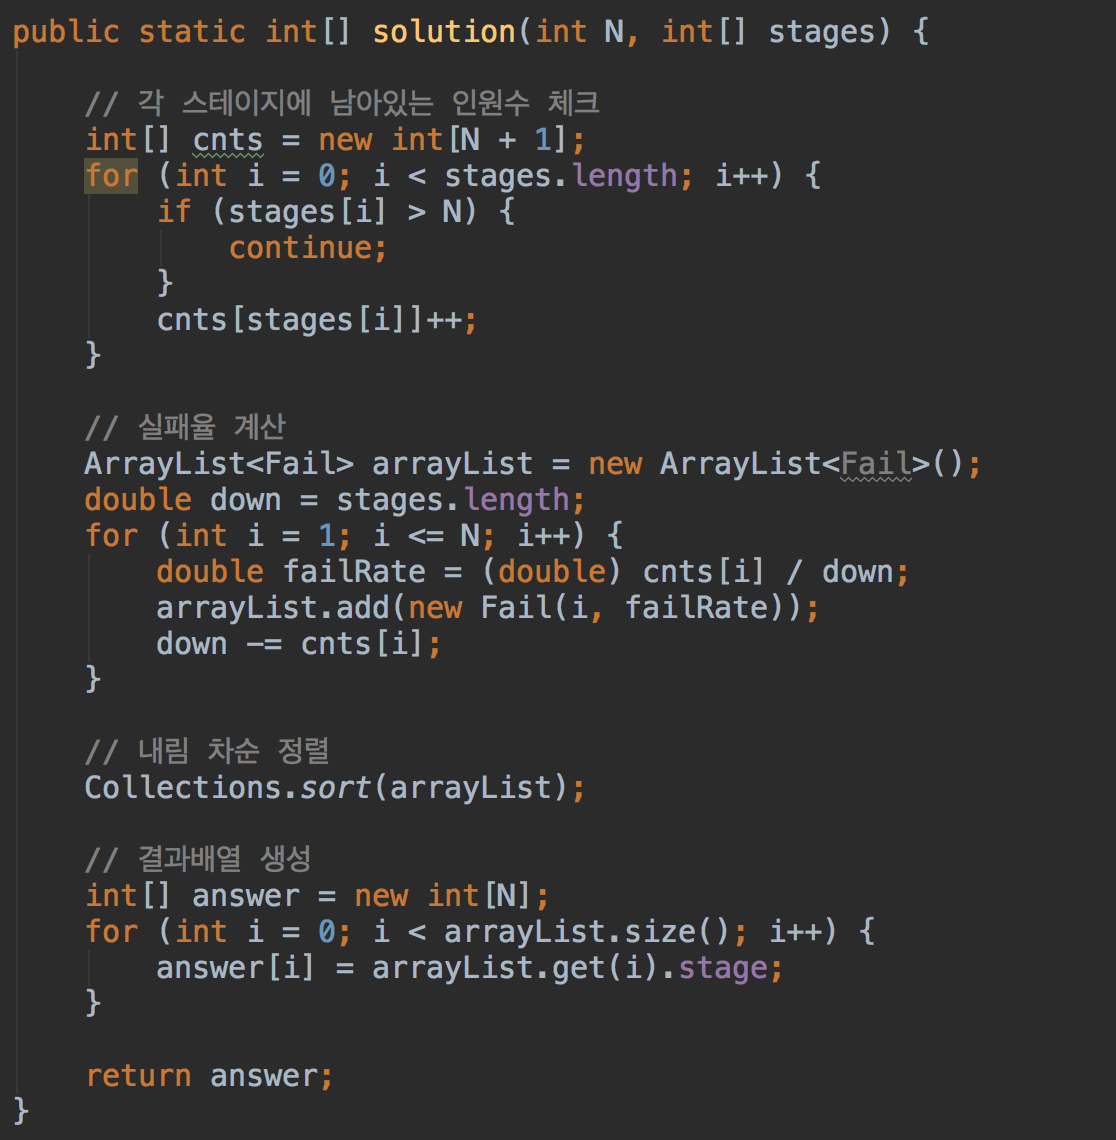 public static int[] solution(int N, int[] stages) {
// 각 스테이지에 남아있는 인원수 체크
int[] cnts = new int[N + 1];
for (int i = 0; i < stages.length; i++) {
if (stages[i] > N) {
continue;
}
cnts[stages[i]]++;
}
// 실패율 계산
ArrayList<Fail> arrayList = new ArrayList<Fail>();
double down = stages.length;
for (int i = 1; i <= N; i++) {
double failRate = (double) cnts[i] / down;
arrayList.add(new Fail(i, failRate));
down -= cnts[i];
}
// 내림 차순 정렬
Collections.sort(arrayList);
// 결과배열 생성
int[] answer = new int[N];
for (int i = 0; i < arrayList.size(); i++) {
answer[i] = arrayList.get(i).stage;
}
return answer;
}